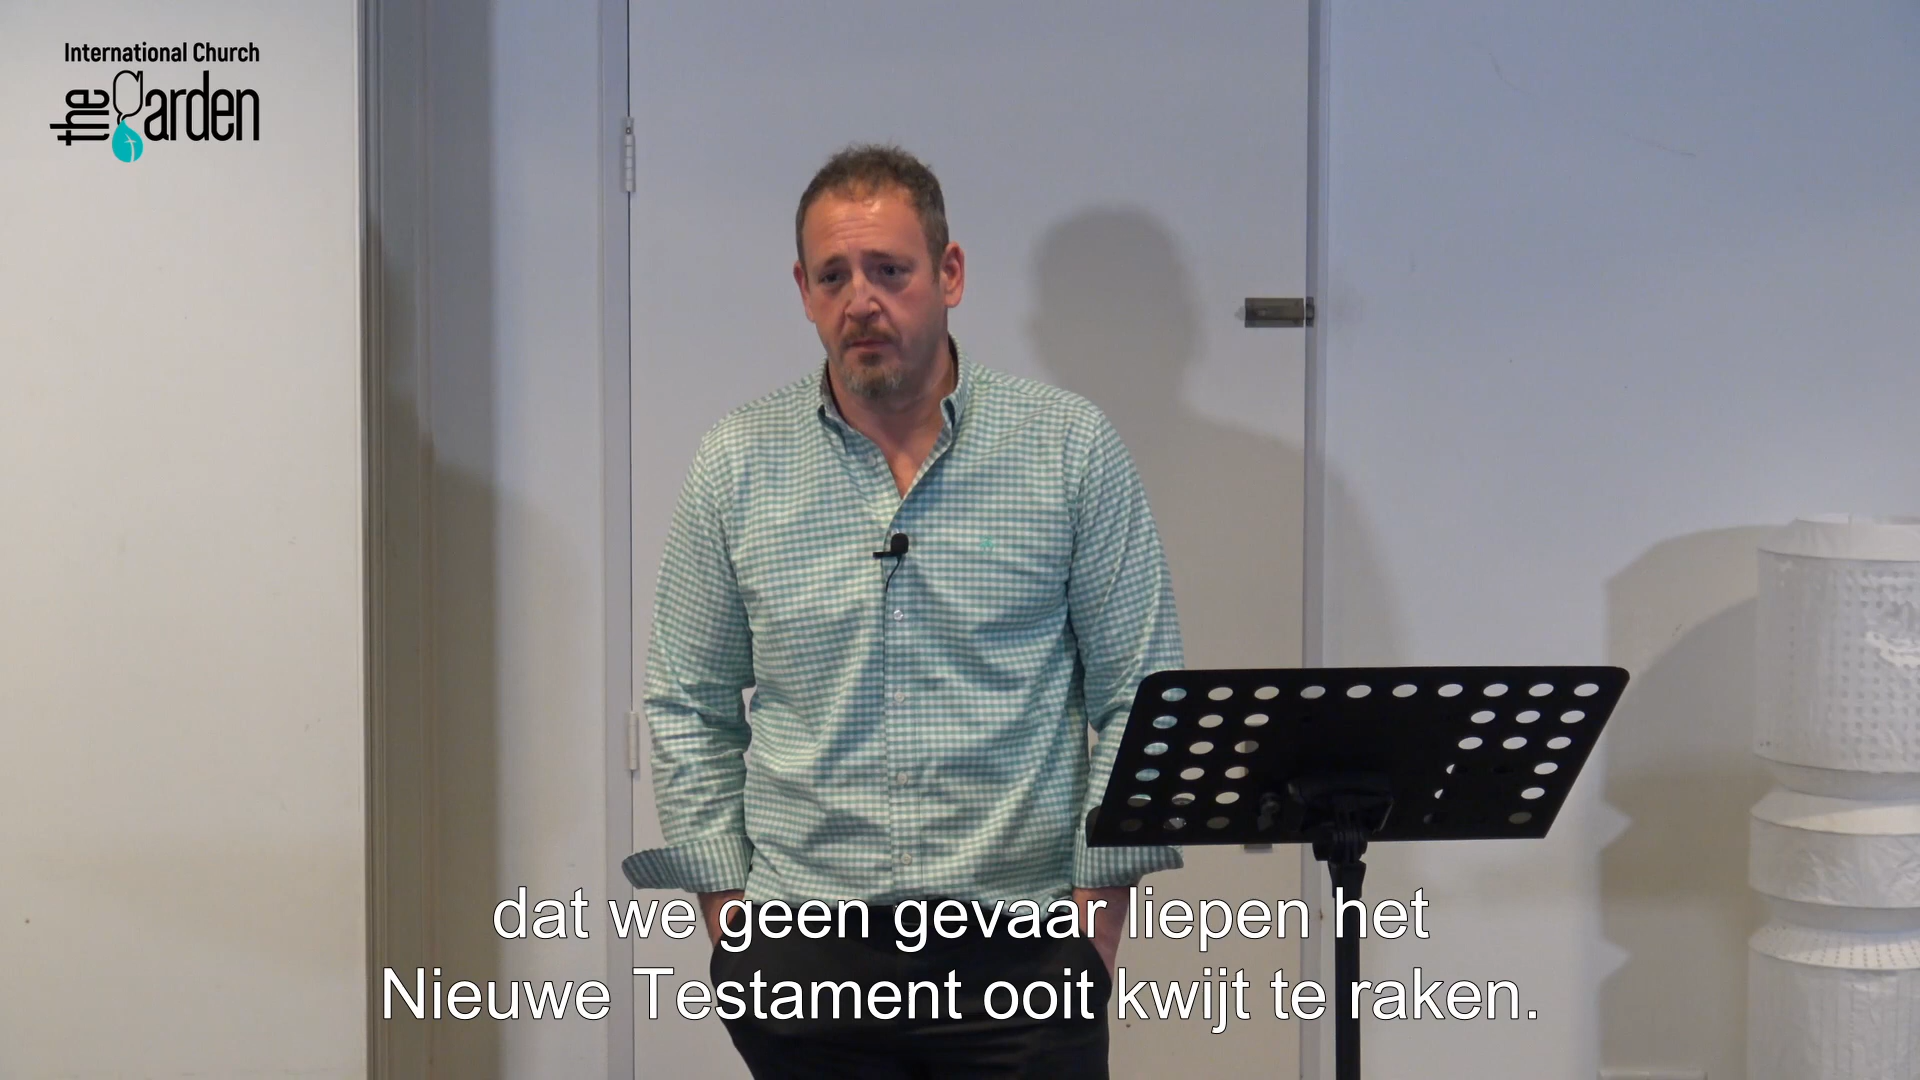 International Church
the Garden
dat we geen gevaar liepen het
Nieuwe Testament ooit kwijt te raken.